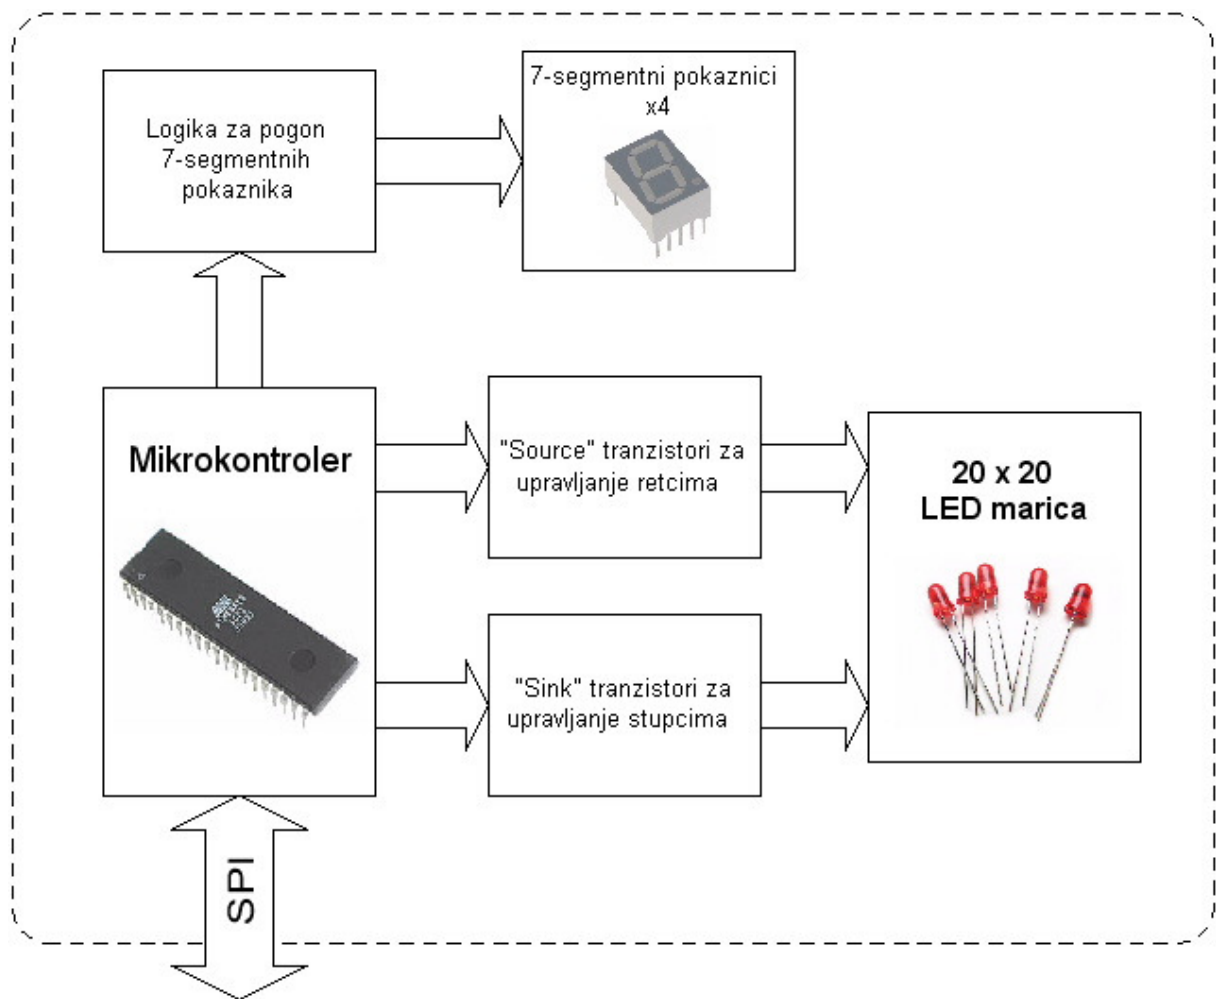 7-segmentni pokaznici
x4
Logika za pogon
7-segmentnih
pokaznika
Mikrokontroler
"Source" tranzistori za
upravljanje retcima
20 x 20
LED marica
"Sink" tranzistori za
upravljanje stupcima
SPI